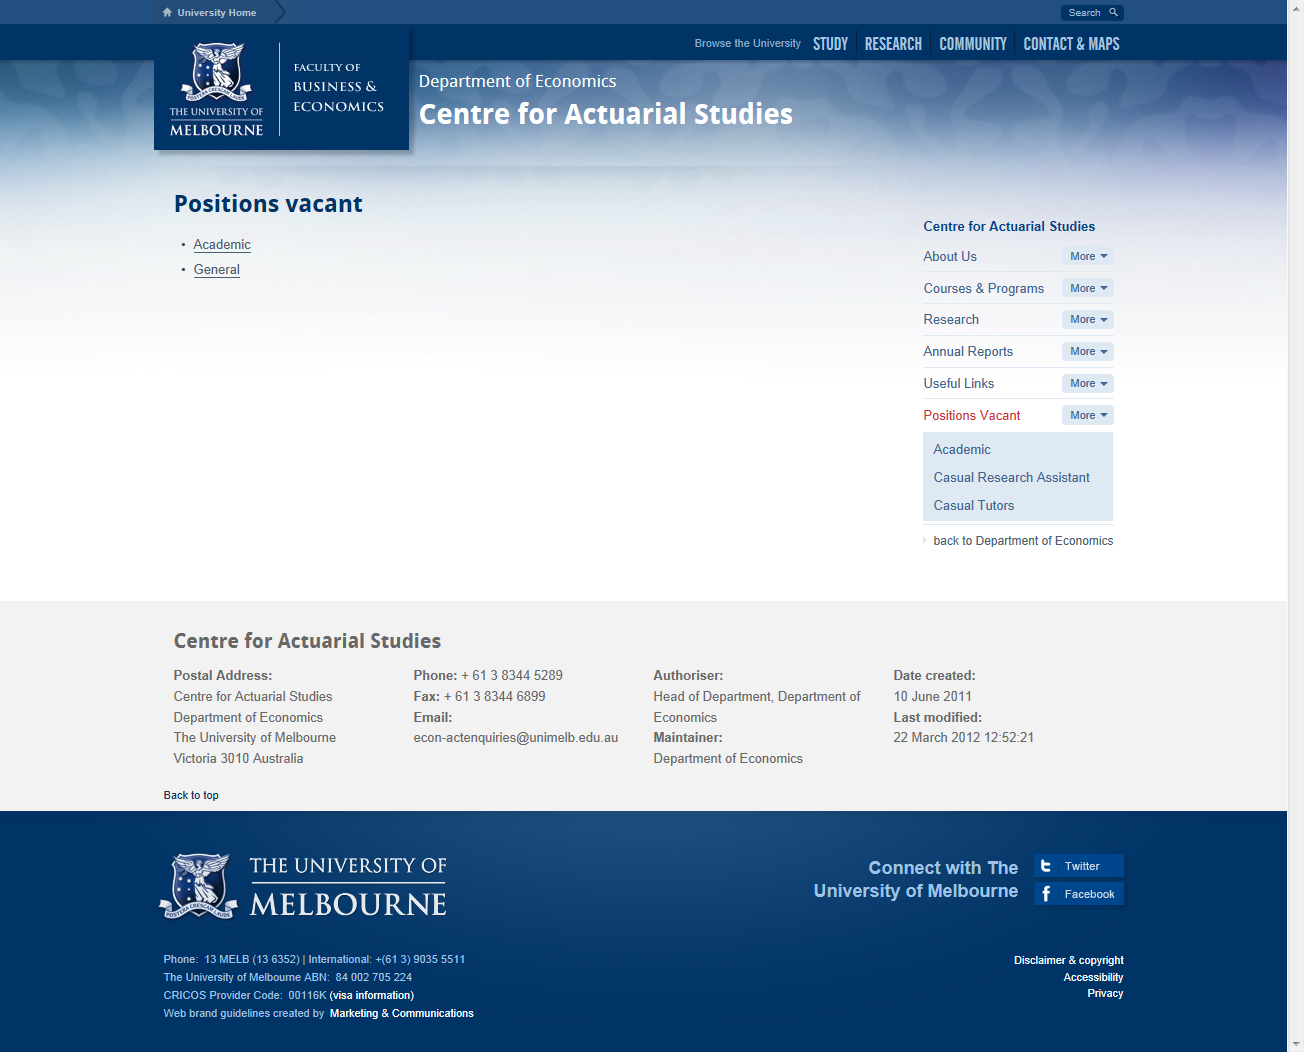 University Home
Search
Browse the University
STUDY
RESEARCH
COMMUNITY
CONTACT & MAPS
THE UNIVERSITY OF
MELBOURNE
FACULTY OF
BUSINESS &
ECONOMICS
Department of Economics
Centre for Actuarial Studies
Positions vacant
• Academic
• General
Centre for Actuarial Studies
About Us More
Courses & Programs More
Research More
Annual Reports More
Useful Links More
Positions Vacant More
Academic
Casual Research Assistant
Casual Tutors
back to Department of Economics
Centre for Actuarial Studies
Postal Address:
Centre for Actuarial Studies
Department of Economics
The University of Melbourne
Victoria 3010 Australia
Phone: + 61 3 8344 5289
Fax: + 61 3 8344 6899
Email:
econ-actenquiries@unimelb.edu.au
Authoriser:
Head of Department, Department of
Economics
Maintainer:
Department of Economics
Date created:
10 June 2011
Last modified:
22 March 2012 12:52:21
Back to top
POSTERA CRESCAM LAUDE
THE UNIVERSITY OF
MELBOURNE
Connect with The
University of Melbourne
Twitter
Facebook
Phone: 13 MELB (13 6352) | International: +(61 3) 9035 5511
The University of Melbourne ABN: 84 002 705 224
CRICOS Provider Code: 00116K (visa information)
Web brand guidelines created by Marketing & Communications
Disclaimer & copyright
Accessibility
Privacy